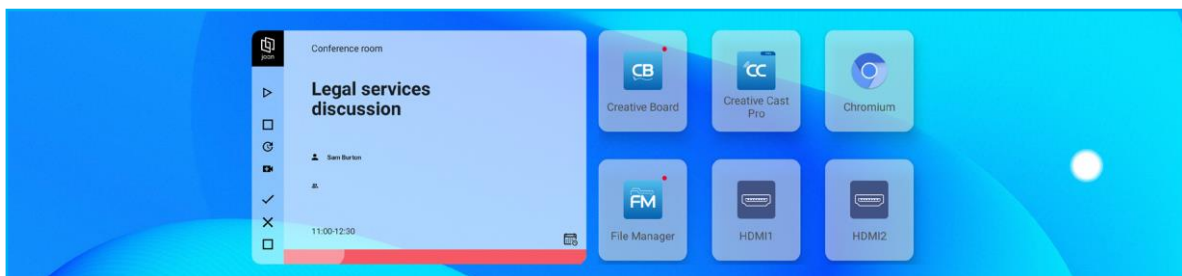 joan
Conference room
Legal services
discussion
Sam Burton
11:00-12:30
CB
Creative Board
CC
Creative Cast
Pro
Chromium
FM
File Manager
HDMI1
HDMI2